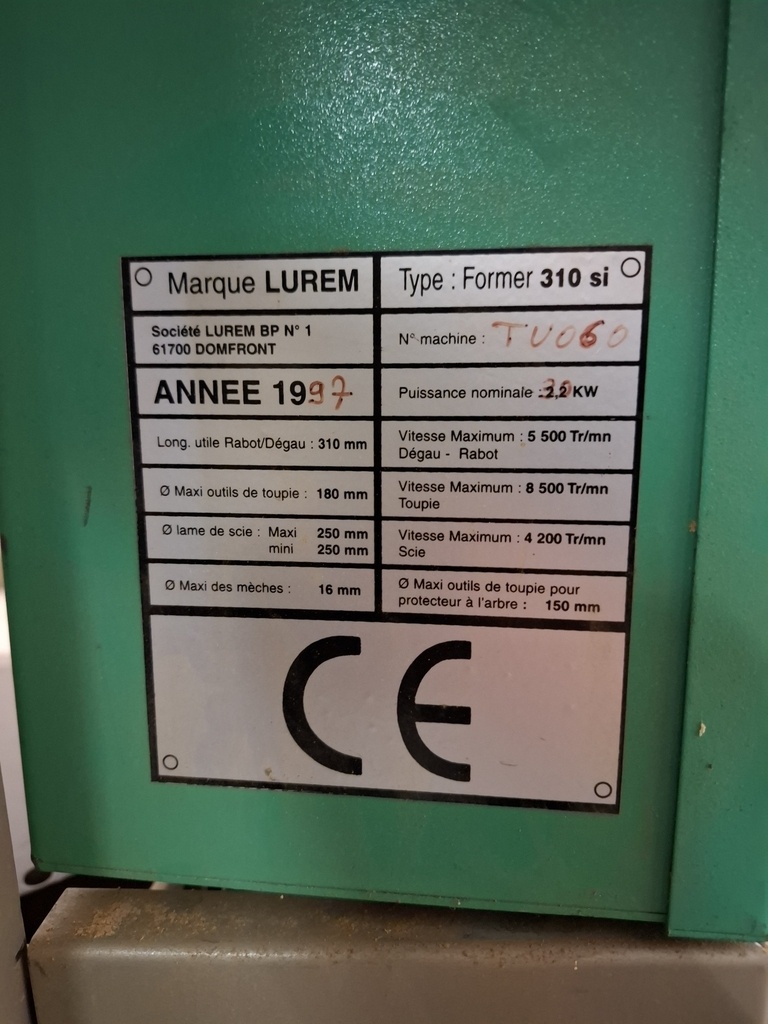 Marque LUREM
Type : Former 310 si
Société LUREM BP N° 1
61700 DOMFRONT
N° machine : TU060
ANNEE 1997
Puissance nominale : 2,2 KW
Long. utile Rabot/Dégau : 310 mm
Vitesse Maximum : 5 500 Tr/mn
Dégau - Rabot
Ø Maxi outils de toupie : 180 mm
Vitesse Maximum : 8 500 Tr/mn
Toupie
Ø lame de scie : Maxi 250 mm
mini 250 mm
Vitesse Maximum : 4 200 Tr/mn
Scie
Ø Maxi des mèches : 16 mm
Ø Maxi outils de toupie pour
protecteur à l'arbre : 150 mm
CE